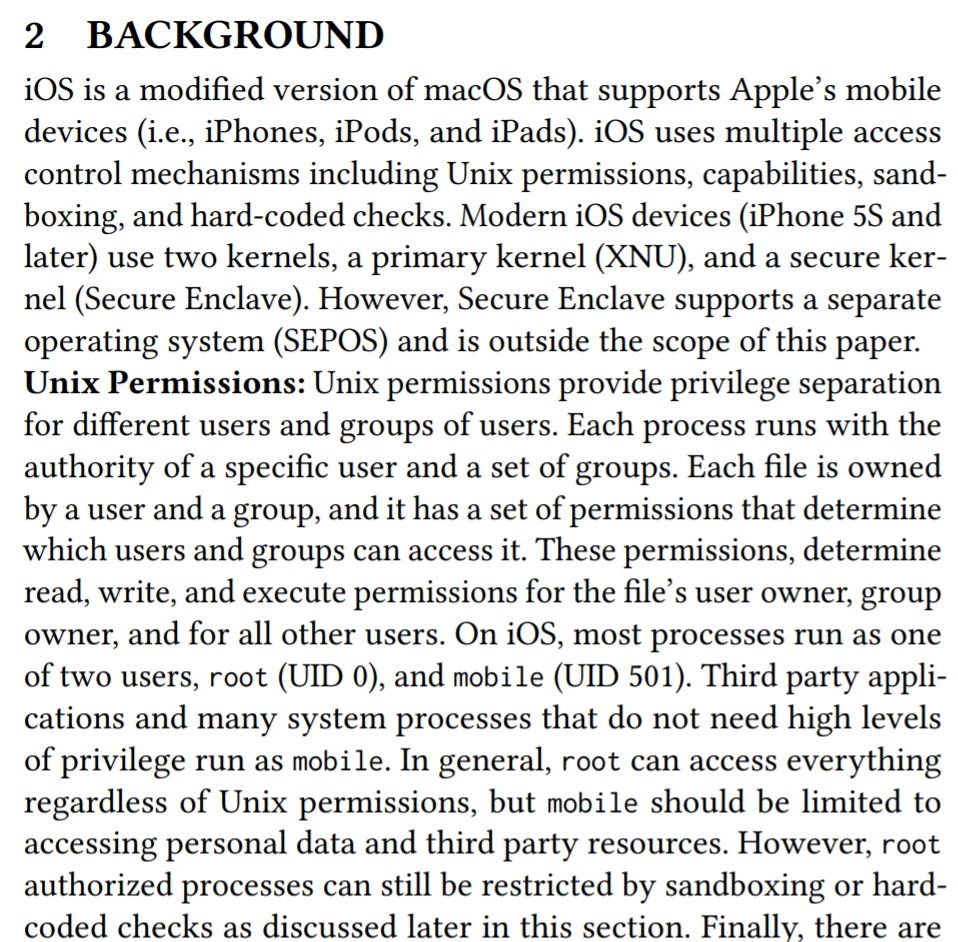 2 BACKGROUND
iOS is a modified version of macOS that supports Apple’s mobile
devices (i.e., iPhones, iPods, and iPads). iOS uses multiple access
control mechanisms including Unix permissions, capabilities, sand-
boxing, and hard-coded checks. Modern iOS devices (iPhone 5S and
later) use two kernels, a primary kernel (XNU), and a secure ker-
nel (Secure Enclave). However, Secure Enclave supports a separate
operating system (SEPOS) and is outside the scope of this paper.
Unix Permissions: Unix permissions provide privilege separation
for different users and groups of users. Each process runs with the
authority of a specific user and a set of groups. Each file is owned
by a user and a group, and it has a set of permissions that determine
which users and groups can access it. These permissions, determine
read, write, and execute permissions for the file’s user owner, group
owner, and for all other users. On iOS, most processes run as one
of two users, root (UID 0), and mobile (UID 501). Third party appli-
cations and many system processes that do not need high levels
of privilege run as mobile. In general, root can access everything
regardless of Unix permissions, but mobile should be limited to
accessing personal data and third party resources. However, root
authorized processes can still be restricted by sandboxing or hard-
coded checks as discussed later in this section. Finally, there are